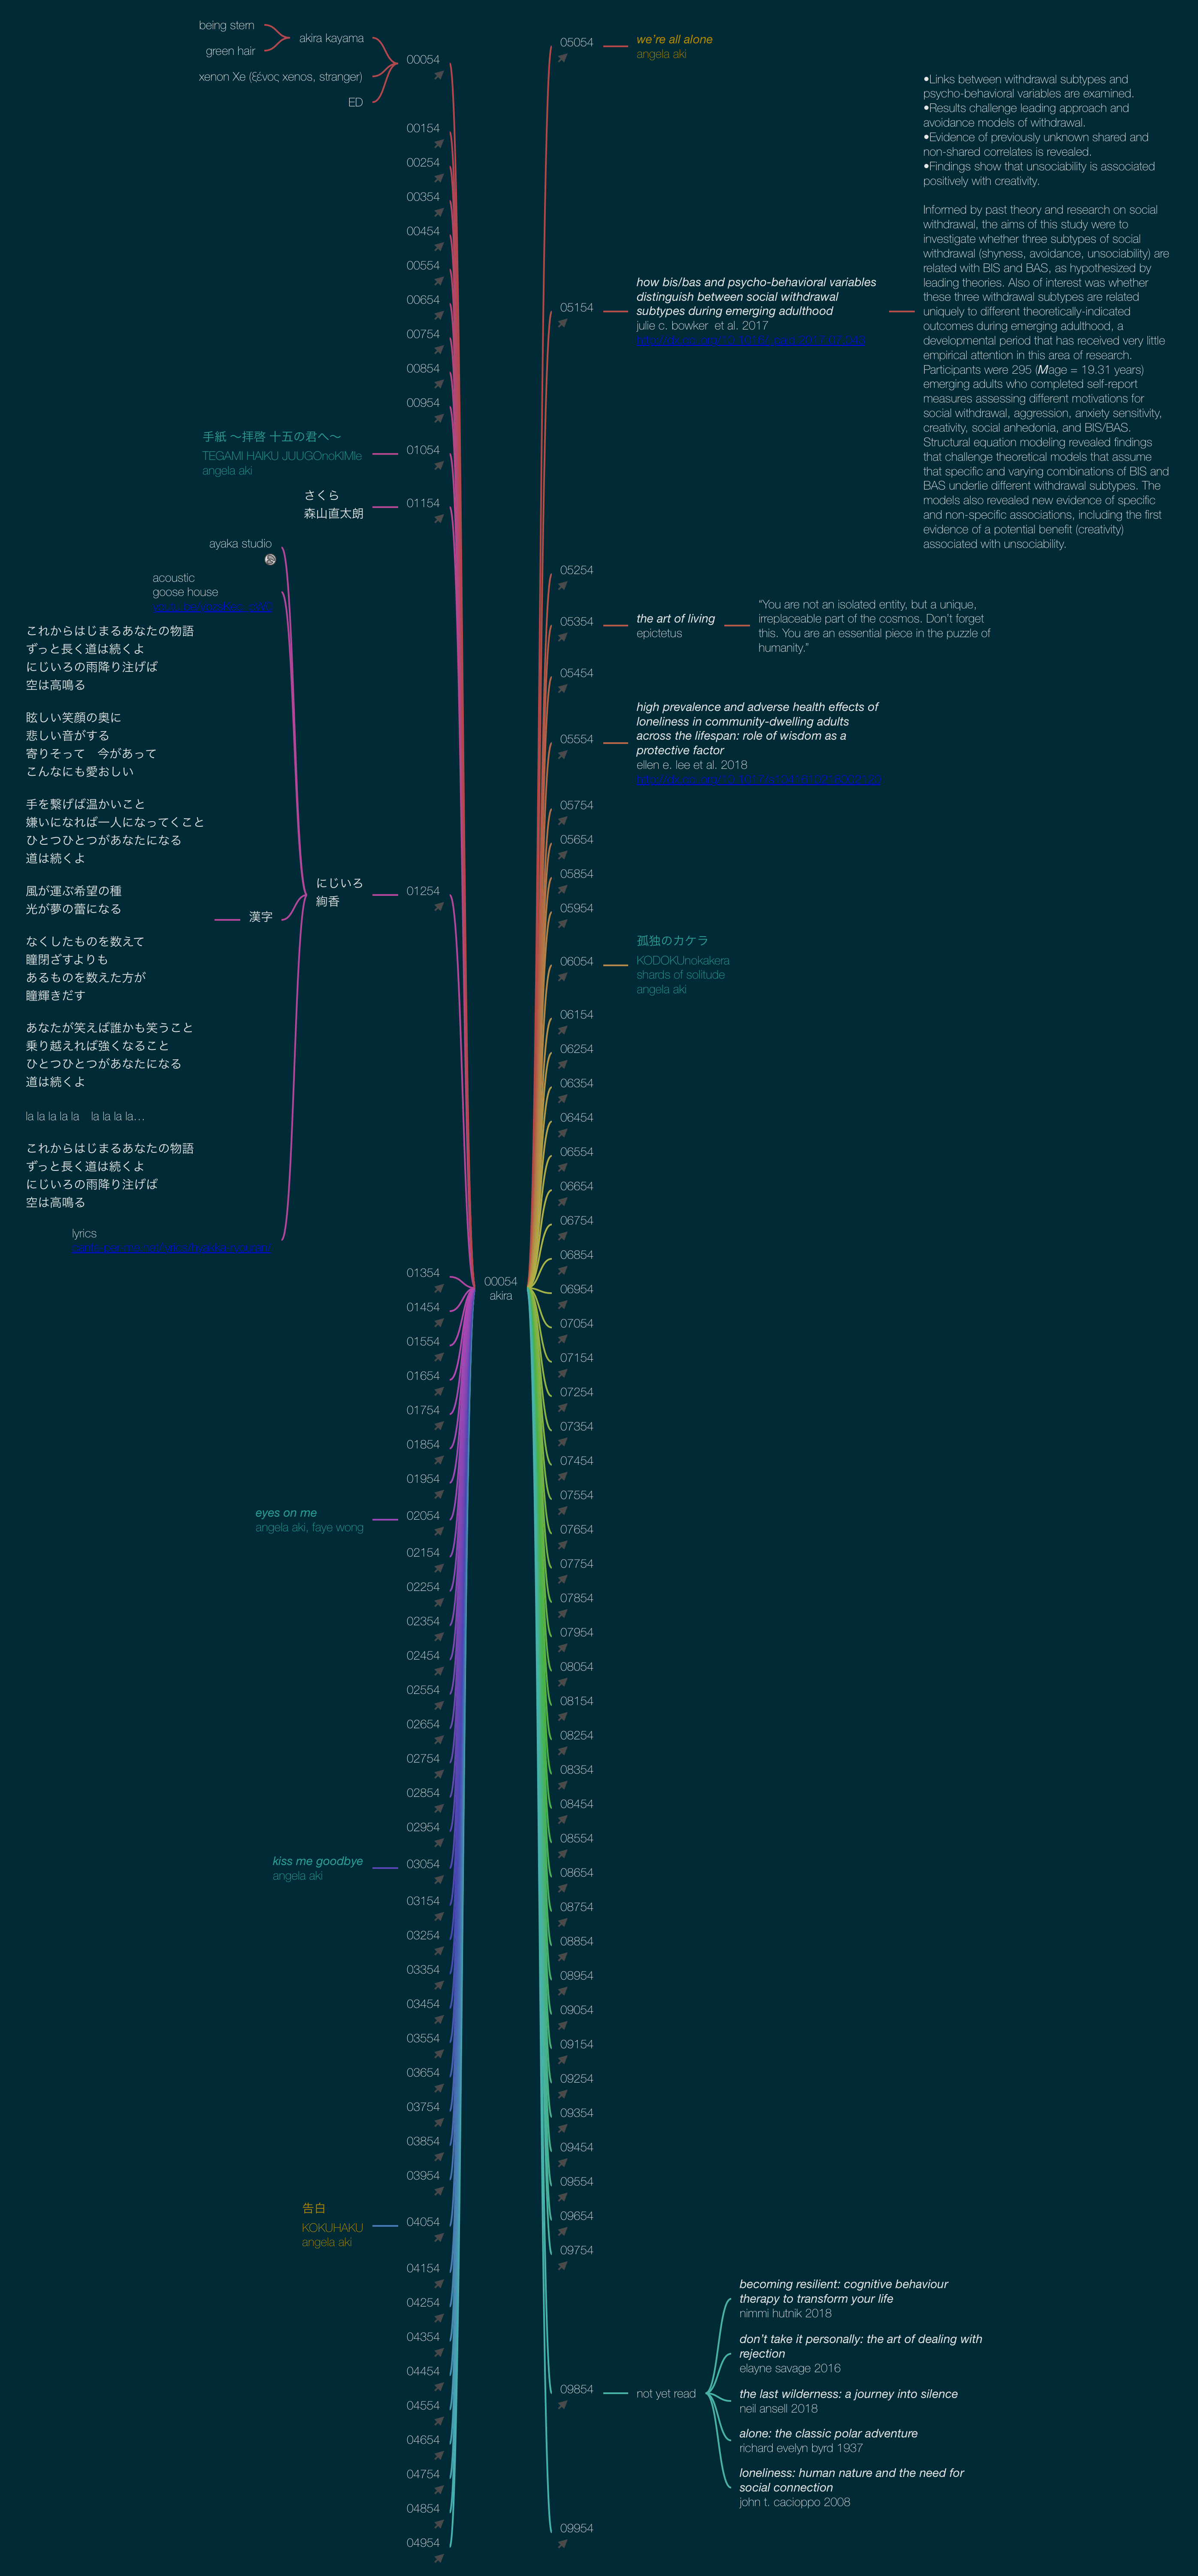 being stern
green hair
akira kayama
xenon Xe (ξένος xenos, stranger)
ED
00054
00154
00254
00354
00454
00554
00654
00754
00854
00954
手紙 〜拝啓 十五の君へ〜
TEGAMI HAIKU JUUGOnoKIMIe
angela aki
01054
さくら
森山直太朗
01154
ayaka studio
acoustic
goose house
これからはじまるあなたの物語
ずっと長く道は続くよ
にじいろの雨降り注げば
空は高鳴る
眩しい笑顔の奥に
悲しい音がする
寄りそって　今があって
こんなにも愛おしい
手を繋げば温かいこと
嫌いになれば一人になってくこと
ひとつひとつがあなたになる
道は続くよ
風が運ぶ希望の種
光が夢の蕾になる
なくしたものを数えて
瞳閉ざすよりも
あるものを数えた方が
瞳輝きだす
あなたが笑えば誰かも笑うこと
乗り越えれば強くなること
ひとつひとつがあなたになる
道は続くよ
la la la la la　la la la la…
これからはじまるあなたの物語
ずっと長く道は続くよ
にじいろの雨降り注げば
空は高鳴る
漢字
lyrics
にじいろ
絢香
01254
01354
01454
01554
01654
01754
01854
01954
eyes on me
angela aki, faye wong
02054
02154
02254
02354
02454
02554
02654
02754
02854
02954
kiss me goodbye
angela aki
03054
03154
03254
03354
03454
03554
03654
03754
03854
03954
告白
KOKUHAKU
angela aki
04054
04154
04254
04354
04454
04554
04654
04754
04854
04954
00054
akira
05054
we're all alone
angela aki
05154
how bis/bas and psycho-behavioral variables
distinguish between social withdrawal
subtypes during emerging adulthood
julie c. bowker et al. 2017
•Links between withdrawal subtypes and
psycho-behavioral variables are examined.
•Results challenge leading approach and
avoidance models of withdrawal.
•Evidence of previously unknown shared and
non-shared correlates is revealed.
•Findings show that unsociability is associated
positively with creativity.
Informed by past theory and research on social
withdrawal, the aims of this study were to
investigate whether three subtypes of social
withdrawal (shyness, avoidance, unsociability) are
related with BIS and BAS, as hypothesized by
leading theories. Also of interest was whether
these three withdrawal subtypes are related
uniquely to different theoretically-indicated
outcomes during emerging adulthood, a
developmental period that has received very little
empirical attention in this area of research.
Participants were 295 (Mage = 19.31 years)
emerging adults who completed self-report
measures assessing different motivations for
social withdrawal, aggression, anxiety sensitivity,
creativity, social anhedonia, and BIS/BAS.
Structural equation modeling revealed findings
that challenge theoretical models that assume
that specific and varying combinations of BIS and
BAS underlie different withdrawal subtypes. The
models also revealed new evidence of specific
and non-specific associations, including the first
evidence of a potential benefit (creativity)
associated with unsociability.
05254
05354
the art of living
epictetus
“You are not an isolated entity, but a unique,
irreplaceable part of the cosmos. Don't forget
this. You are an essential piece in the puzzle of
humanity.”
05454
05554
high prevalence and adverse health effects of
loneliness in community-dwelling adults
across the lifespan: role of wisdom as a
protective factor
ellen e. lee et al. 2018
05754
05654
05854
05954
06054
孤独のカケラ
KODOKUnokakera
shards of solitude
angela aki
06154
06254
06354
06454
06554
06654
06754
06854
06954
07054
07154
07254
07354
07454
07554
07654
07754
07854
07954
08054
08154
08254
08354
08454
08554
08654
08754
08854
08954
09054
09154
09254
09354
09454
09554
09654
09754
09854
not yet read
becoming resilient: cognitive behaviour
therapy to transform your life
nimmi hutnik 2018
don't take it personally: the art of dealing with
rejection
elayne savage 2016
the last wilderness: a journey into silence
neil ansell 2018
alone: the classic polar adventure
richard evelyn byrd 1937
loneliness: human nature and the need for
social connection
john t. cacioppo 2008
09954